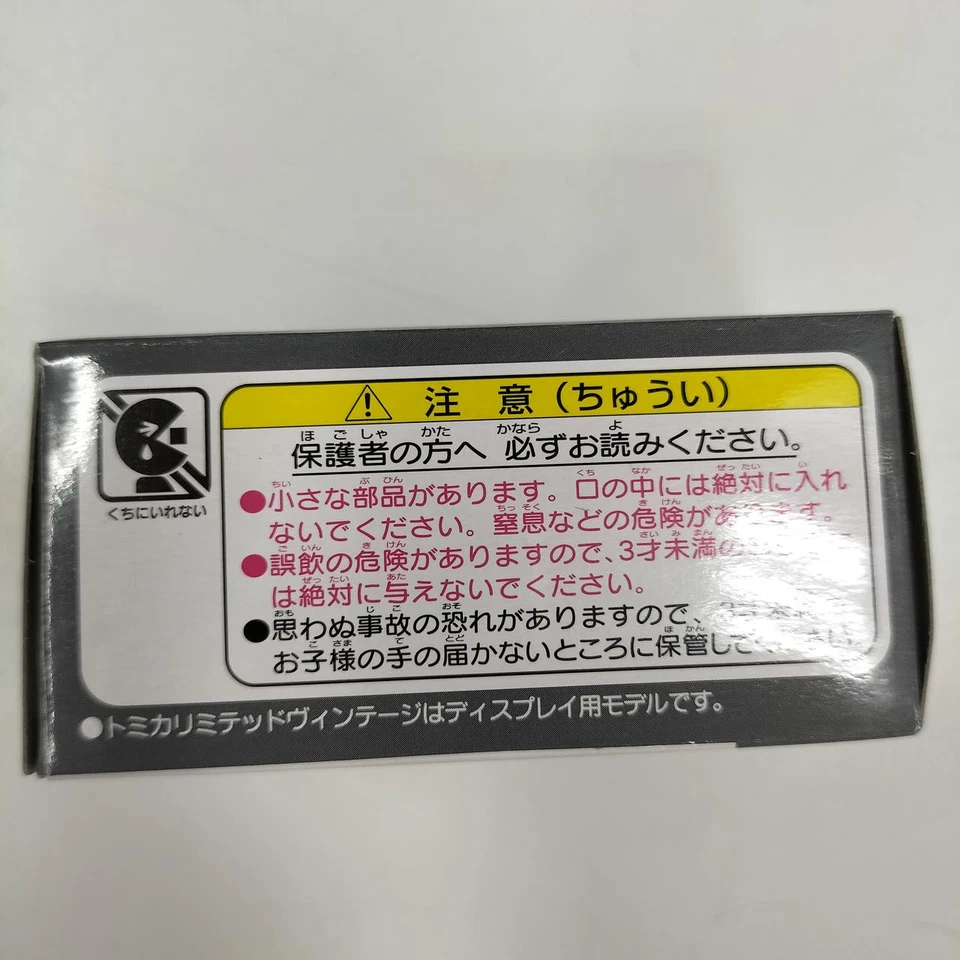 くちにいれない
注 意 (ちゅうい)
保護者の方へ 必ずお読みください。
●小さな部品があります。口の中には絶対に入れ
ないでください。窒息などの危険があります。
●誤飲の危険がありますので、3才未満の
は絶対に与えないでください。
●思わぬ事故の恐れがありますので、
お子様の手の届かないところに保管し
●トミカリミテッドヴィンテージはディスプレイ用モデルです。